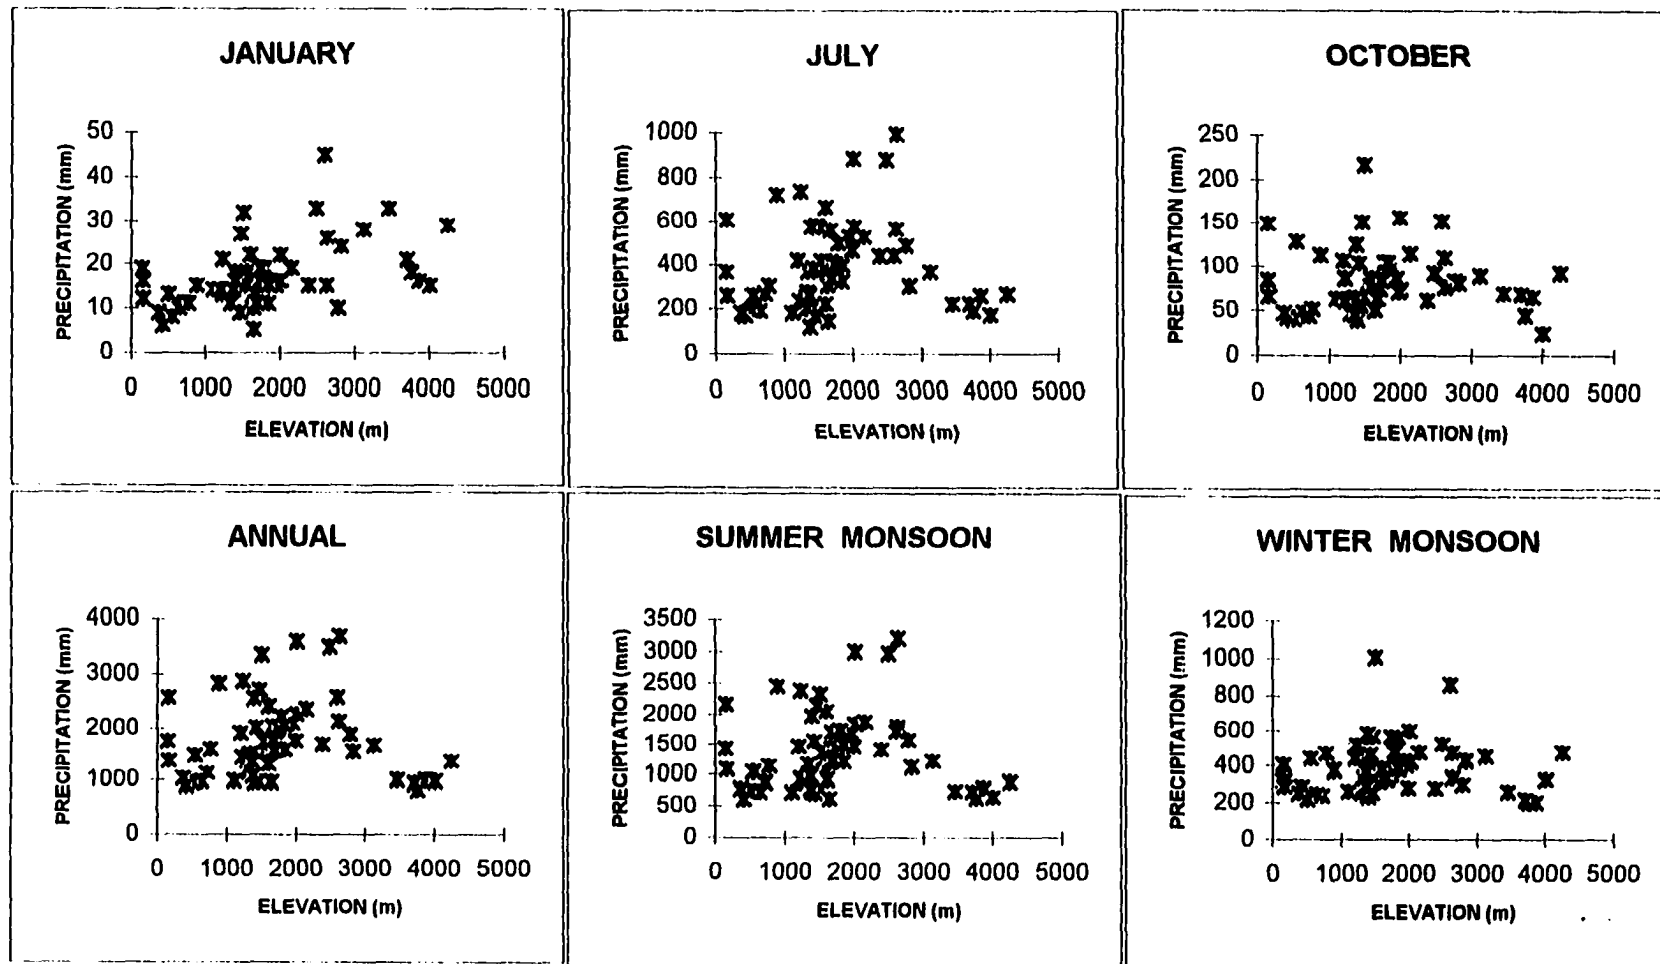 JANUARY
PRECIPITATION (mm)
50
40
30
20
10
0
0 1000 2000 3000 4000 5000
ELEVATION (m)
JULY
PRECIPITATION (mm)
1000
800
600
400
200
0
0 1000 2000 3000 4000 5000
ELEVATION (m)
OCTOBER
PRECIPITATION (mm)
250
200
150
100
50
0
0 1000 2000 3000 4000 5000
ELEVATION (m)
ANNUAL
PRECIPITATION (mm)
4000
3000
2000
1000
0
0 1000 2000 3000 4000 5000
ELEVATION (m)
SUMMER MONSOON
PRECIPITATION (mm)
3500
3000
2500
2000
1500
1000
500
0
0 1000 2000 3000 4000 5000
ELEVATION (m)
WINTER MONSOON
PRECIPITATION (mm)
1200
1000
800
600
400
200
0
0 1000 2000 3000 4000 5000
ELEVATION (m)